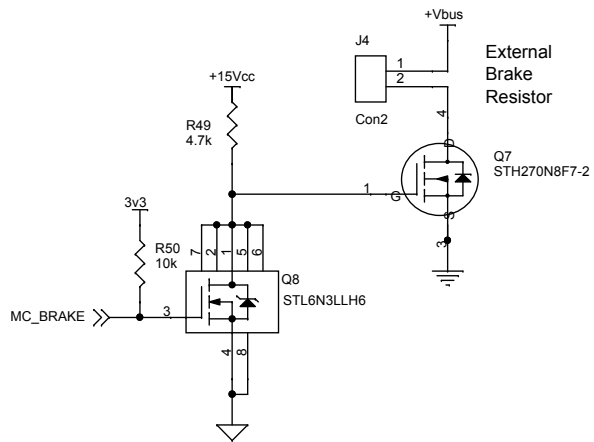 +Vbus
J4
1
2
Con2
External
Brake
Resistor
+15Vcc
R49
4.7k
4
D
Q7
STH270N8F7-2
1
G
S
3
3v3
R50
10k
7
2
1
5
6
Q8
STL6N3LLH6
MC_BRAKE
3
4
8